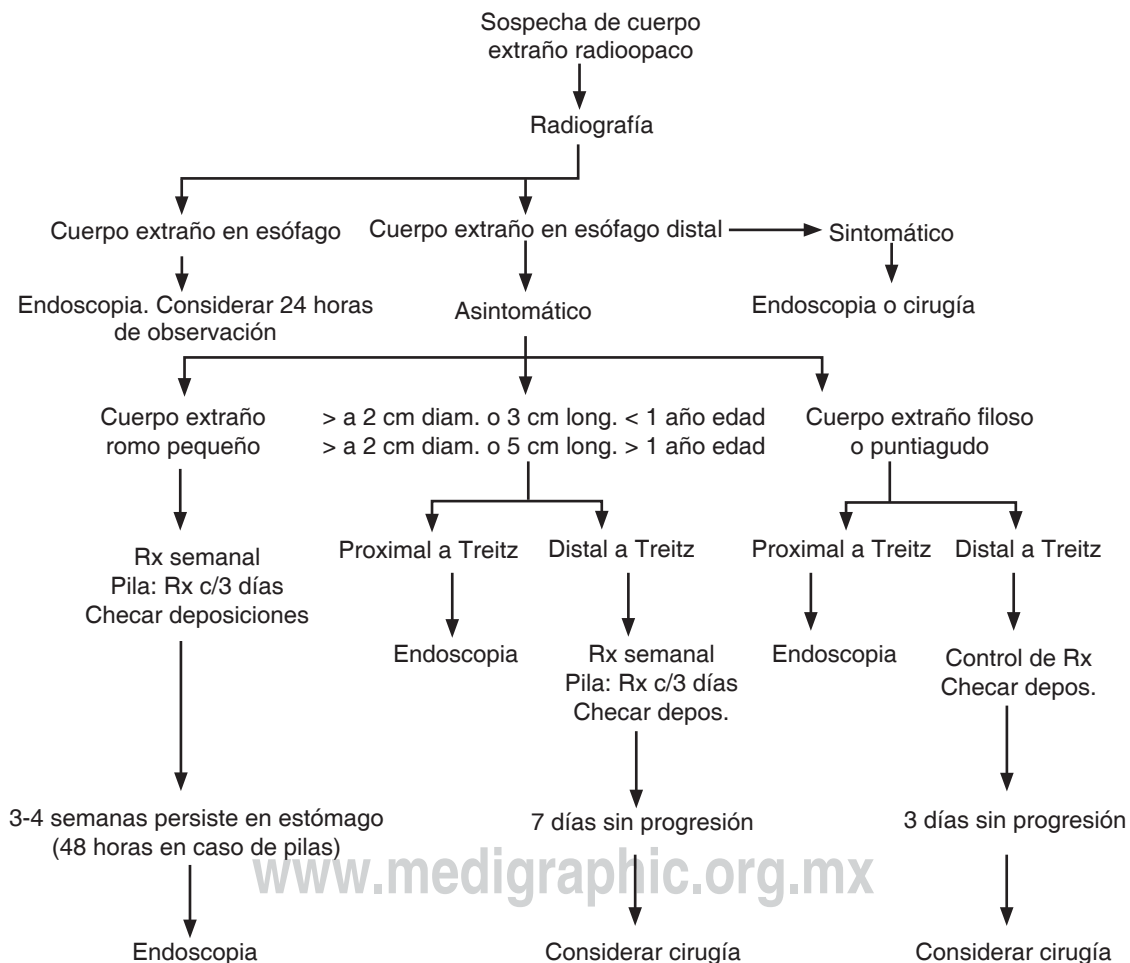 Sospecha de cuerpo
extraño radioopaco
Radiografía
Cuerpo extraño en esófago
Cuerpo extraño en esófago distal
Sintomático
Endoscopia. Considerar 24 horas
de observación
Asintomático
Endoscopia o cirugía
Cuerpo extraño
romo pequeño
> a 2 cm diam. o 3 cm long. < 1 año edad
> a 2 cm diam. o 5 cm long. > 1 año edad
Cuerpo extraño filoso
o puntiagudo
Rx semanal
Pila: Rx c/3 días
Checar deposiciones
Proximal a Treitz
Distal a Treitz
Proximal a Treitz
Distal a Treitz
Endoscopia
Rx semanal
Pila: Rx c/3 días
Checar depos.
Endoscopia
Control de Rx
Checar depos.
3-4 semanas persiste en estómago
(48 horas en caso de pilas)
7 días sin progresión
3 días sin progresión
www.medigraphic.org.mx
Endoscopia
Considerar cirugía
Considerar cirugía